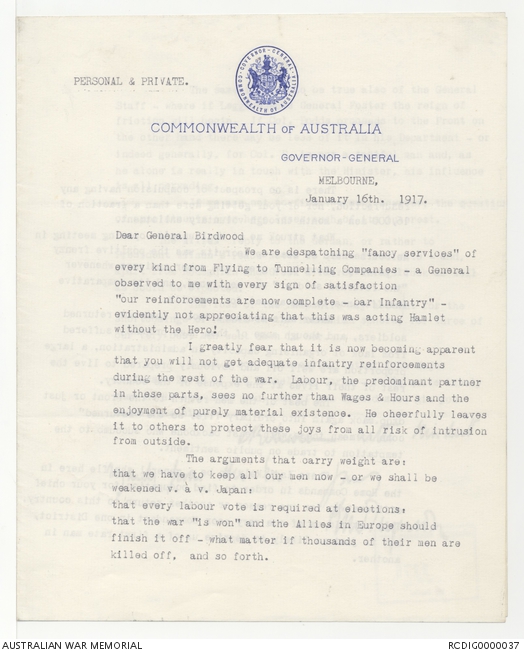 PERSONAL & PRIVATE.
COMMONWEALTH OF AUSTRALIA
GOVERNOR-GENERAL
MELBOURNE,
January 16th. 1917.
Dear General Birdwood
We are despatching "fancy services" of
every kind from Flying to Tunnelling Companies - a General
observed to me with every sign of satisfaction
"our reinforcements are now complete - bar Infantry" -
evidently not appreciating that this was acting Hamlet
without the Hero!
I greatly fear that it is now becoming apparent
that you will not get adequate infantry reinforcements
during the rest of the war. Labour, the predominant partner
in these parts, sees no further than Wages & Hours and the
enjoyment of purely material existence. He cheerfully leaves
it to others to protect these joys from all risk of intrusion
from outside.
The arguments that carry weight are:
that we have to keep all our men now - or we shall be
weakened v. a v. Japan:
that every labour vote is required at elections:
that the war "is won" and the Allies in Europe should
finish it off - what matter if thousands of their men are
killed off, and so forth.
AUSTRALIAN WAR MEMORIAL
RCDIG0000037